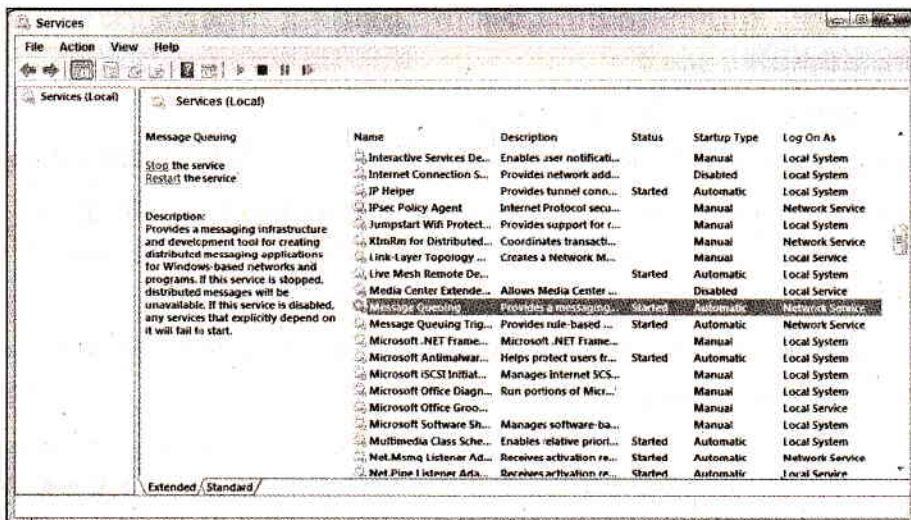 Services
File Action View Help
Services (Local)
Services (Local)
Message Queuing
Stop the service
Restart the service
Description:
Provides a messaging infrastructure
and development tool for creating
distributed messaging applications
for Windows-based networks and
programs. If this service is stopped,
distributed messages will be
unavailable. If this service is disabled,
any services that explicitly depend on
it will fail to start.
Name Description Status Startup Type Log On As
Interactive Services De... Enables user notificati... Manual Local System
Internet Connection S... Provides network add... Disabled Local System
IP Helper Provides tunnel conn... Started Automatic Local System
IPsec Policy Agent Internet Protocol secu... Manual Network Service
Jumpstart Wifi Protect... Provides support for r... Manual Local System
KtmRm for Distributed... Coordinates transacti... Manual Network Service
Link-Layer Topology ... Creates a Network M... Manual Local Service
Live Mesh Remote De... Started Automatic Local System
Media Center Extende... Allows Media Center ... Disabled Local Service
Message Queuing Provides a messaging... Started Automatic Network Service
Message Queuing Trig... Provides rule-based ... Started Automatic Network Service
Microsoft .NET Frame... Microsoft .NET Frame... Manual Local System
Microsoft Antimalwar... Helps protect users fr... Started Automatic Local System
Microsoft iSCSI Initiat... Manages Internet SCS... Manual Local System
Microsoft Office Diagn... Run portions of Micr... Manual Local System
Microsoft Office Groo... Manual Local Service
Microsoft Software Sh... Manages software-ba... Manual Local System
Multimedia Class Sche... Enables relative priori... Started Automatic Local System
Net.Msmq Listener Ad... Receives activation re... Started Automatic Network Service
Net.Pipe Listener Ada... Receives activation re... Started Automatic Local Service
Extended Standard